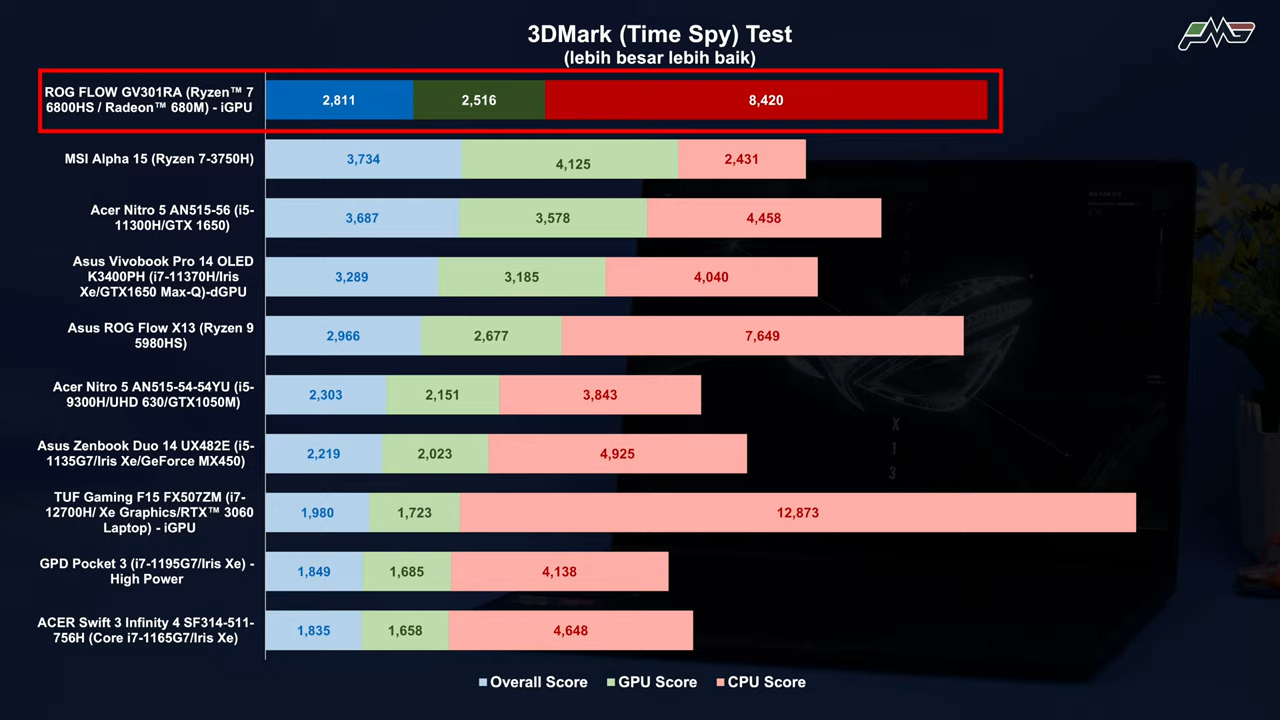 3DMark (Time Spy) Test
(lebih besar lebih baik)
PMG
ROG FLOW GV301RA (Ryzen™ 7
6800HS / Radeon™ 680M) - iGPU
2,811
2,516
8,420
MSI Alpha 15 (Ryzen 7-3750H)
3,734
4,125
2,431
Acer Nitro 5 AN515-56 (i5-
11300H/GTX 1650)
3,687
3,578
4,458
Asus Vivobook Pro 14 OLED
K3400PH (i7-11370H/Iris
Xe/GTX1650 Max-Q)-dGPU
3,289
3,185
4,040
Asus ROG Flow X13 (Ryzen 9
5980HS)
2,966
2,677
7,649
Acer Nitro 5 AN515-54-54YU (i5-
9300H/UHD 630/GTX1050M)
2,303
2,151
3,843
Asus Zenbook Duo 14 UX482E (i5-
1135G7/Iris Xe/GeForce MX450)
2,219
2,023
4,925
TUF Gaming F15 FX507ZM (i7-
12700H/ Xe Graphics/RTX™ 3060
Laptop) - iGPU
1,980
1,723
12,873
GPD Pocket 3 (i7-1195G7/Iris Xe) -
High Power
1,849
1,685
4,138
ACER Swift 3 Infinity 4 SF314-511-
756H (Core i7-1165G7/Iris Xe)
1,835
1,658
4,648
Overall Score
GPU Score
CPU Score
X
1
3